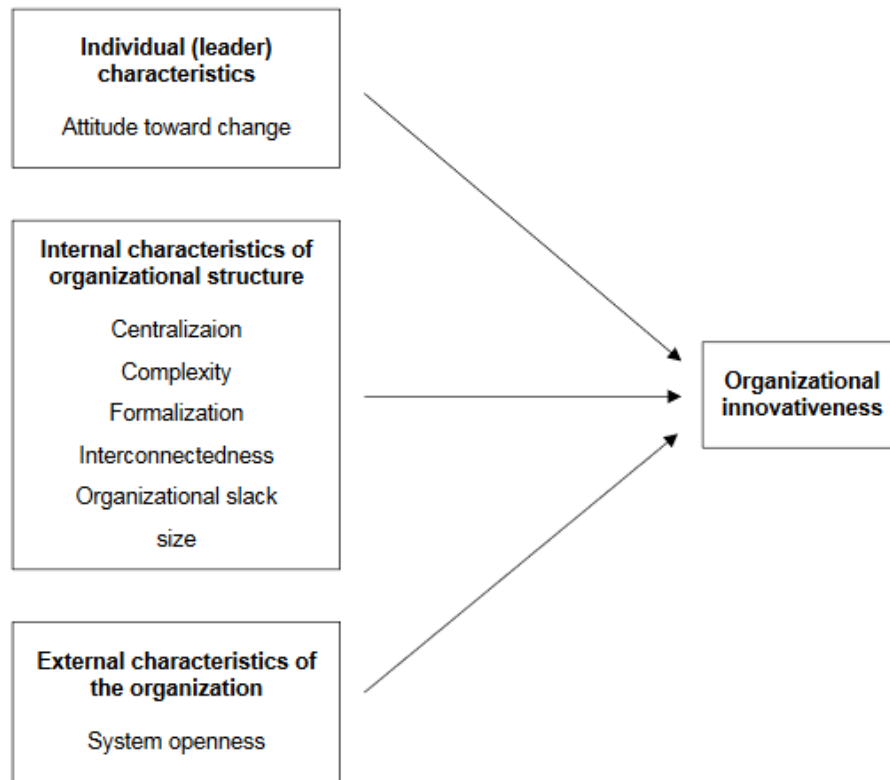 Individual (leader)
characteristics
Attitude toward change
Internal characteristics of
organizational structure
Centralizaion
Complexity
Formalization
Interconnectedness
Organizational slack
size
External characteristics of
the organization
System openness
Organizational
innovativeness